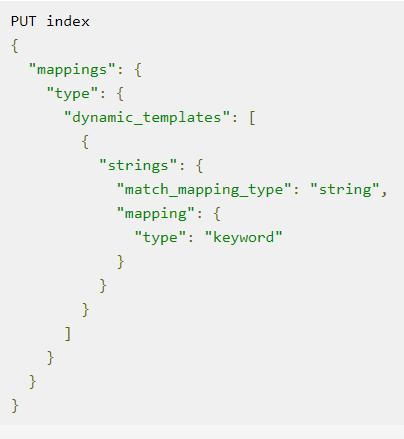 PUT index
{
  "mappings": {
    "type": {
      "dynamic_templates": [
        {
          "strings": {
            "match_mapping_type": "string",
            "mapping": {
              "type": "keyword"
            }
          }
        }
      ]
    }
  }
}